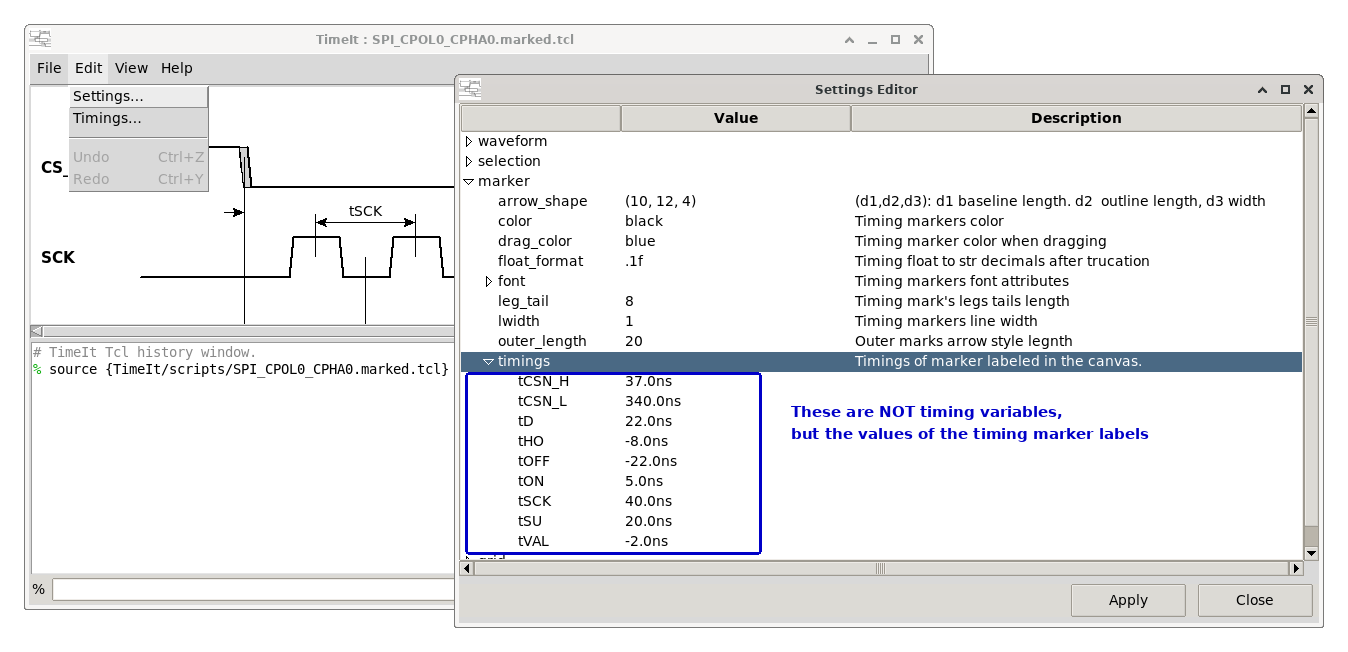 TimeIt : SPI_CPOL0_CPHA0.marked.tcl
File Edit View Help
Settings...
Timings...
Undo Ctrl+Z
Redo Ctrl+Y
CS_
tSCK
SCK
# TimeIt Tcl history window.
% source {TimeIt/scripts/SPI_CPOL0_CPHA0.marked.tcl}
%
Settings Editor
Value Description
waveform
selection
marker
arrow_shape (10, 12, 4) (d1,d2,d3): d1 baseline length. d2  outline length, d3 width
color black Timing markers color
drag_color blue Timing marker color when dragging
float_format .1f Timing float to str decimals after trucation
font Timing markers font attributes
leg_tail 8 Timing mark's legs tails length
lwidth 1 Timing markers line width
outer_length 20 Outer marks arrow style legnth
timings Timings of marker labeled in the canvas.
tCSN_H 37.0ns
tCSN_L 340.0ns
tD 22.0ns
tHO -8.0ns
tOFF -22.0ns
tON 5.0ns
tSCK 40.0ns
tSU 20.0ns
tVAL -2.0ns
These are NOT timing variables,
but the values of the timing marker labels
Apply Close